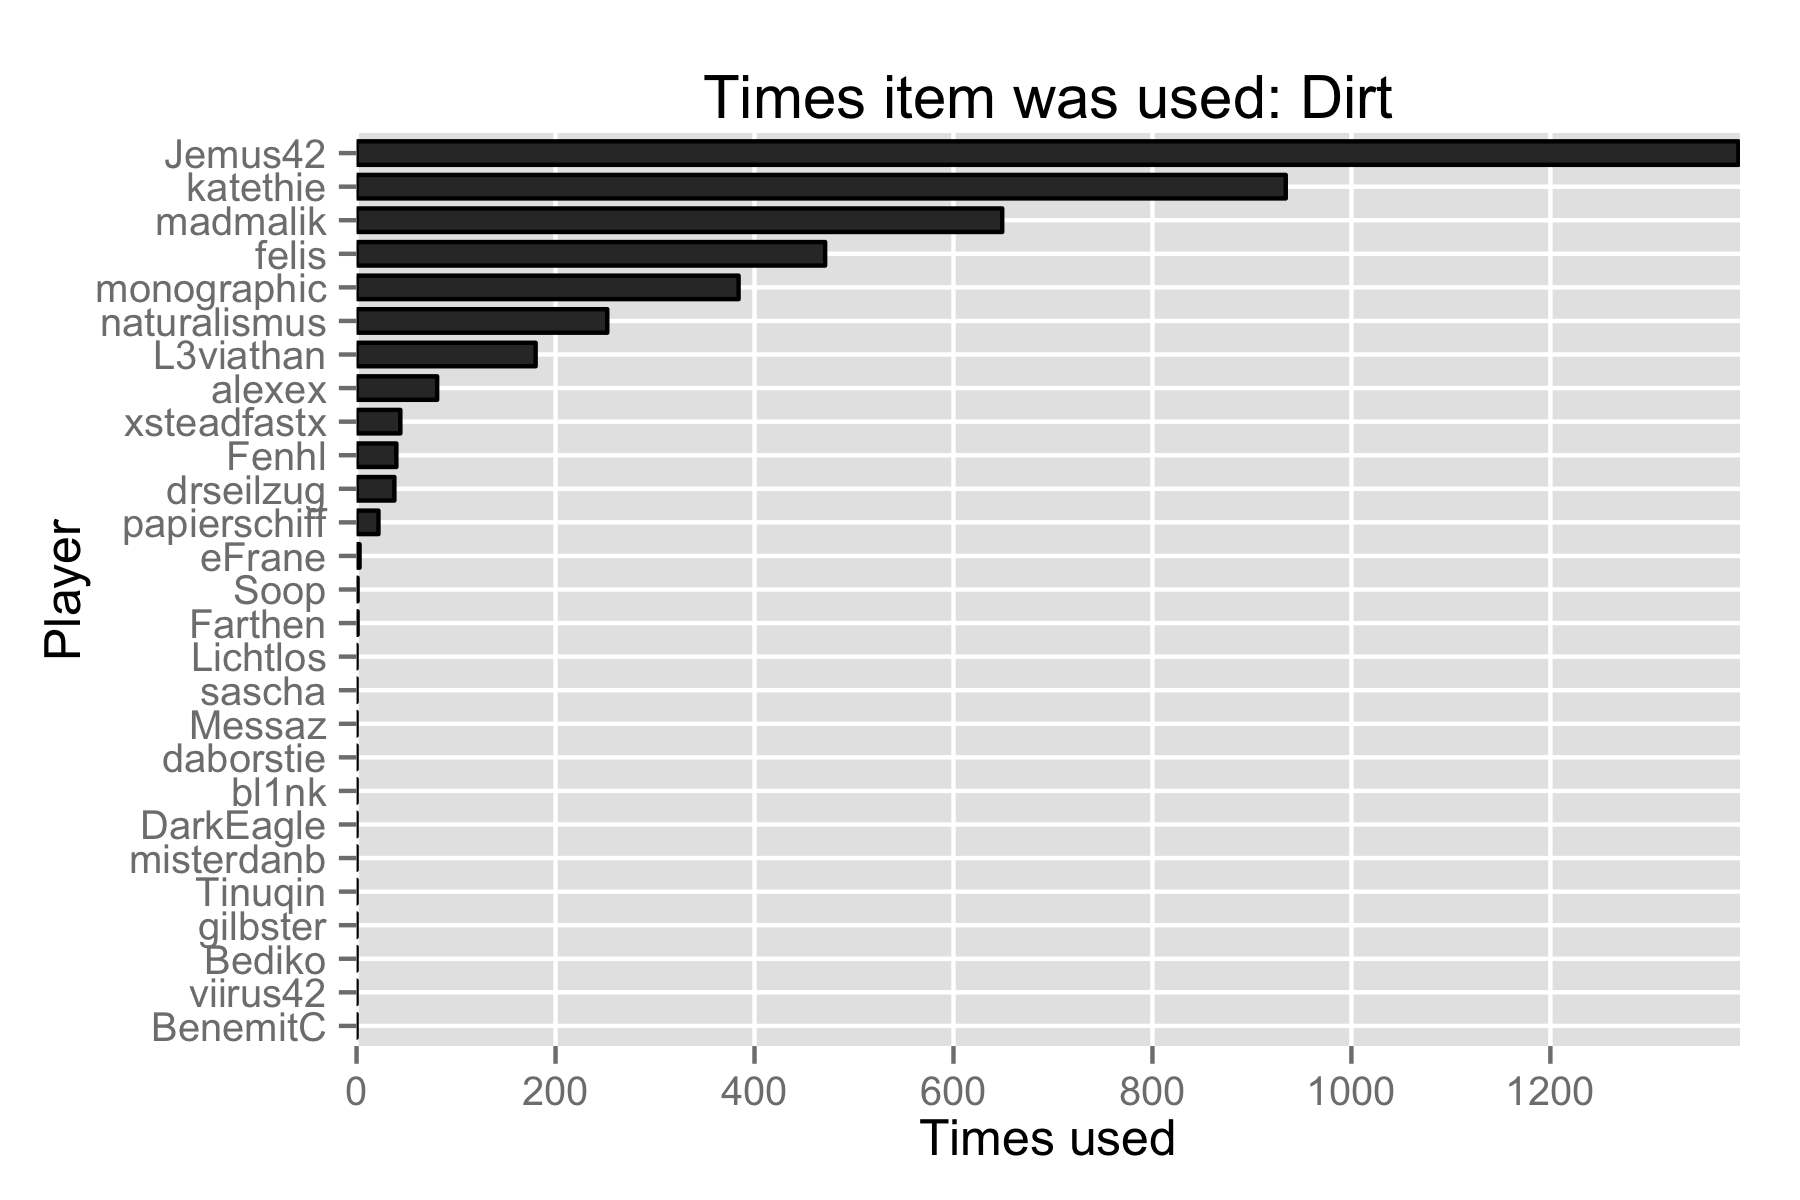 Times item was used: Dirt
Jemus42
katethie
madmalik
felis
monographic
naturalismus
L3viathan
alexex
xsteadfastx
Fenhl
drseilzug
papierschiff
eFrane
Soop
Farthen
Lichtlos
sascha
Messaz
daborstie
bl1nk
DarkEagle
misterdanb
Tinuqin
gilbster
Bediko
viirus42
BenemitC
Player
0 200 400 600 800 1000 1200
Times used